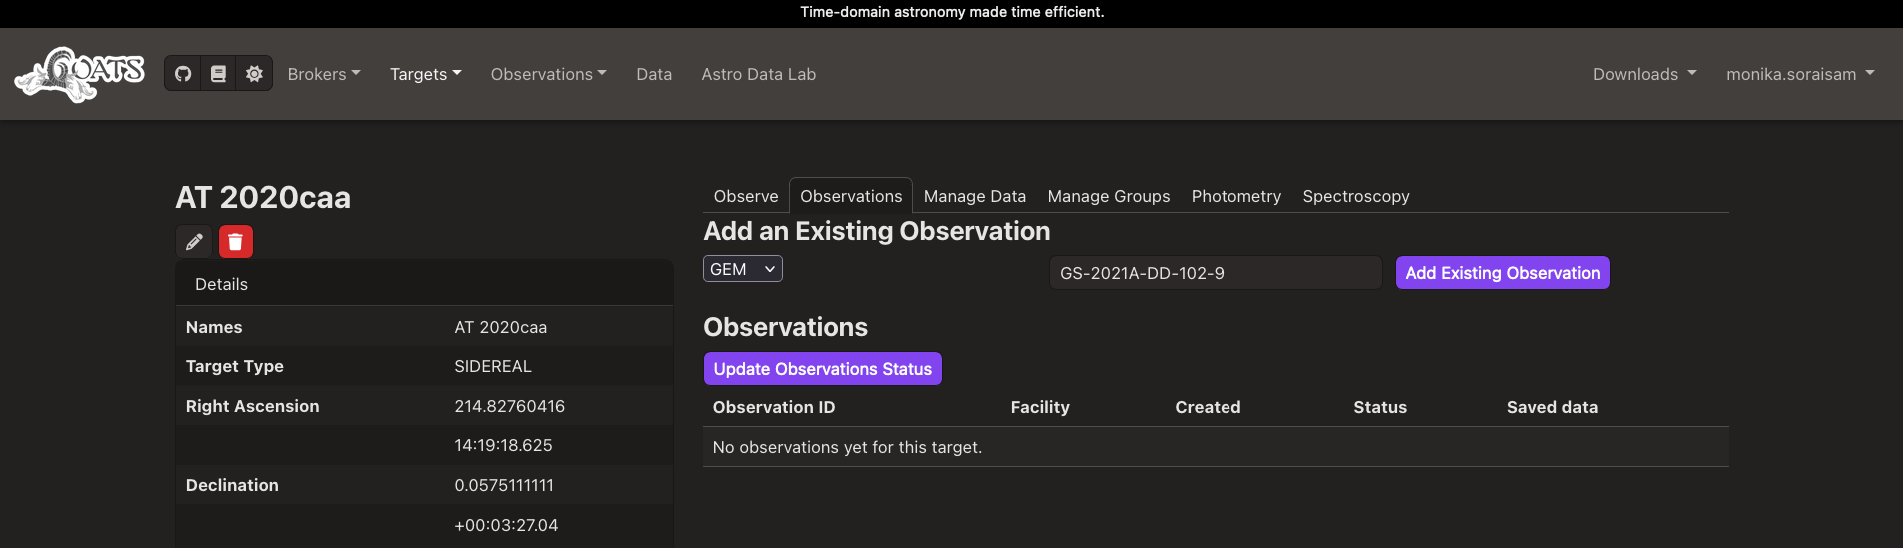 Time-domain astronomy made time efficient.
GOATS Brokers Targets Observations Data Astro Data Lab Downloads monika.soraisam
AT 2020caa
Details
Names AT 2020caa
Target Type SIDEREAL
Right Ascension 214.82760416
14:19:18.625
Declination 0.0575111111
+00:03:27.04
Observe Observations Manage Data Manage Groups Photometry Spectroscopy
Add an Existing Observation
GEM GS-2021A-DD-102-9 Add Existing Observation
Observations
Update Observations Status
Observation ID Facility Created Status Saved data
No observations yet for this target.